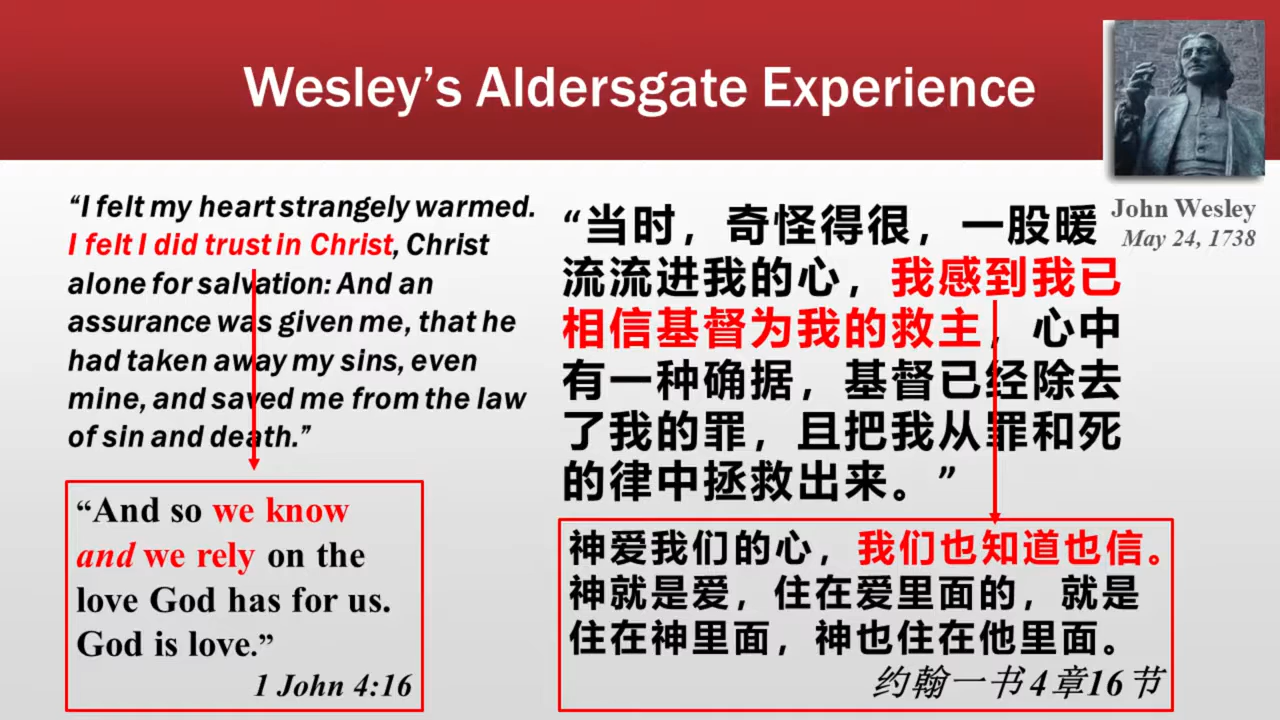 Wesley’s Aldersgate Experience
John Wesley
May 24, 1738
“I felt my heart strangely warmed.
I felt I did trust in Christ, Christ
alone for salvation: And an
assurance was given me, that he
had taken away my sins, even
mine, and saved me from the law
of sin and death.”
“And so we know
and we rely on the
love God has for us.
God is love.”
1 John 4:16
“当时，奇怪得很，一股暖
流流进我的心，我感到我已
相信基督为我的救主，心中
有一种确据，基督已经除去
了我的罪，且把我从罪和死
的律中拯救出来。”
神爱我们的心，我们也知道也信。
神就是爱，住在爱里面的，就是
住在神里面，神也住在他里面。
约翰一书 4 章16 节